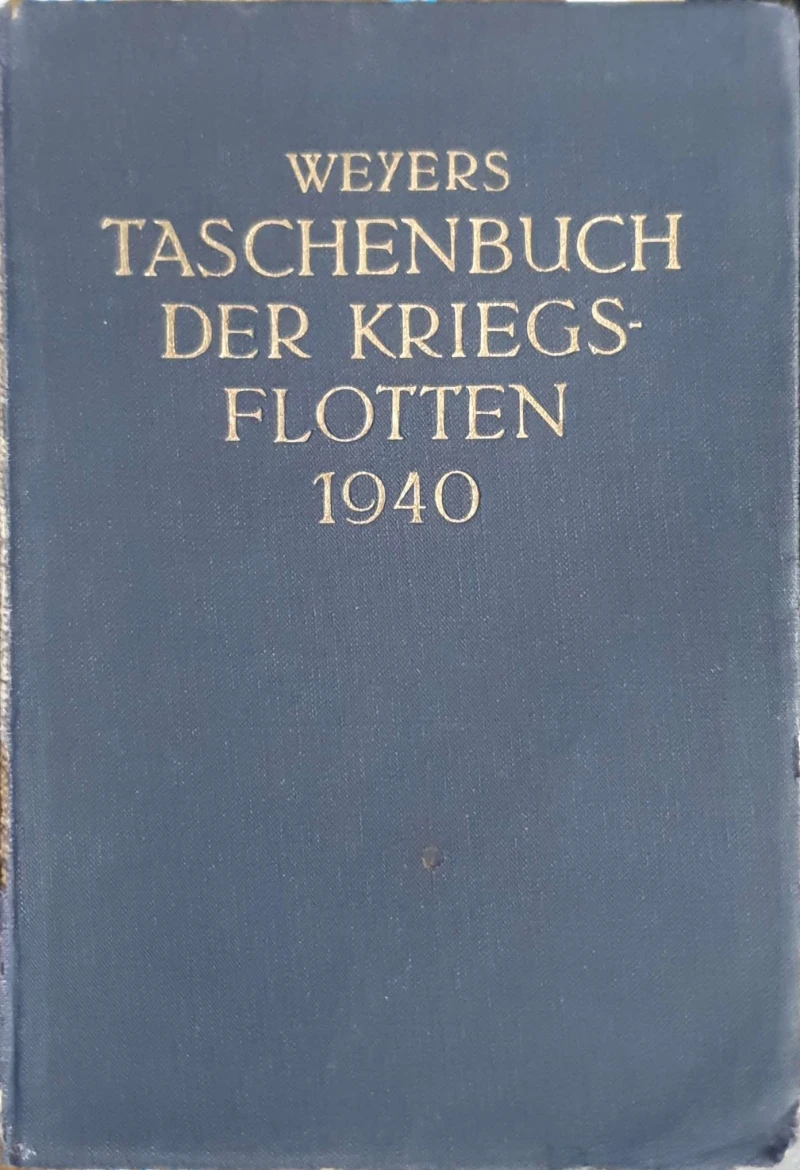 WEYERS
TASCHENBUCH
DER KRIEGS-
FLOTTEN
1940